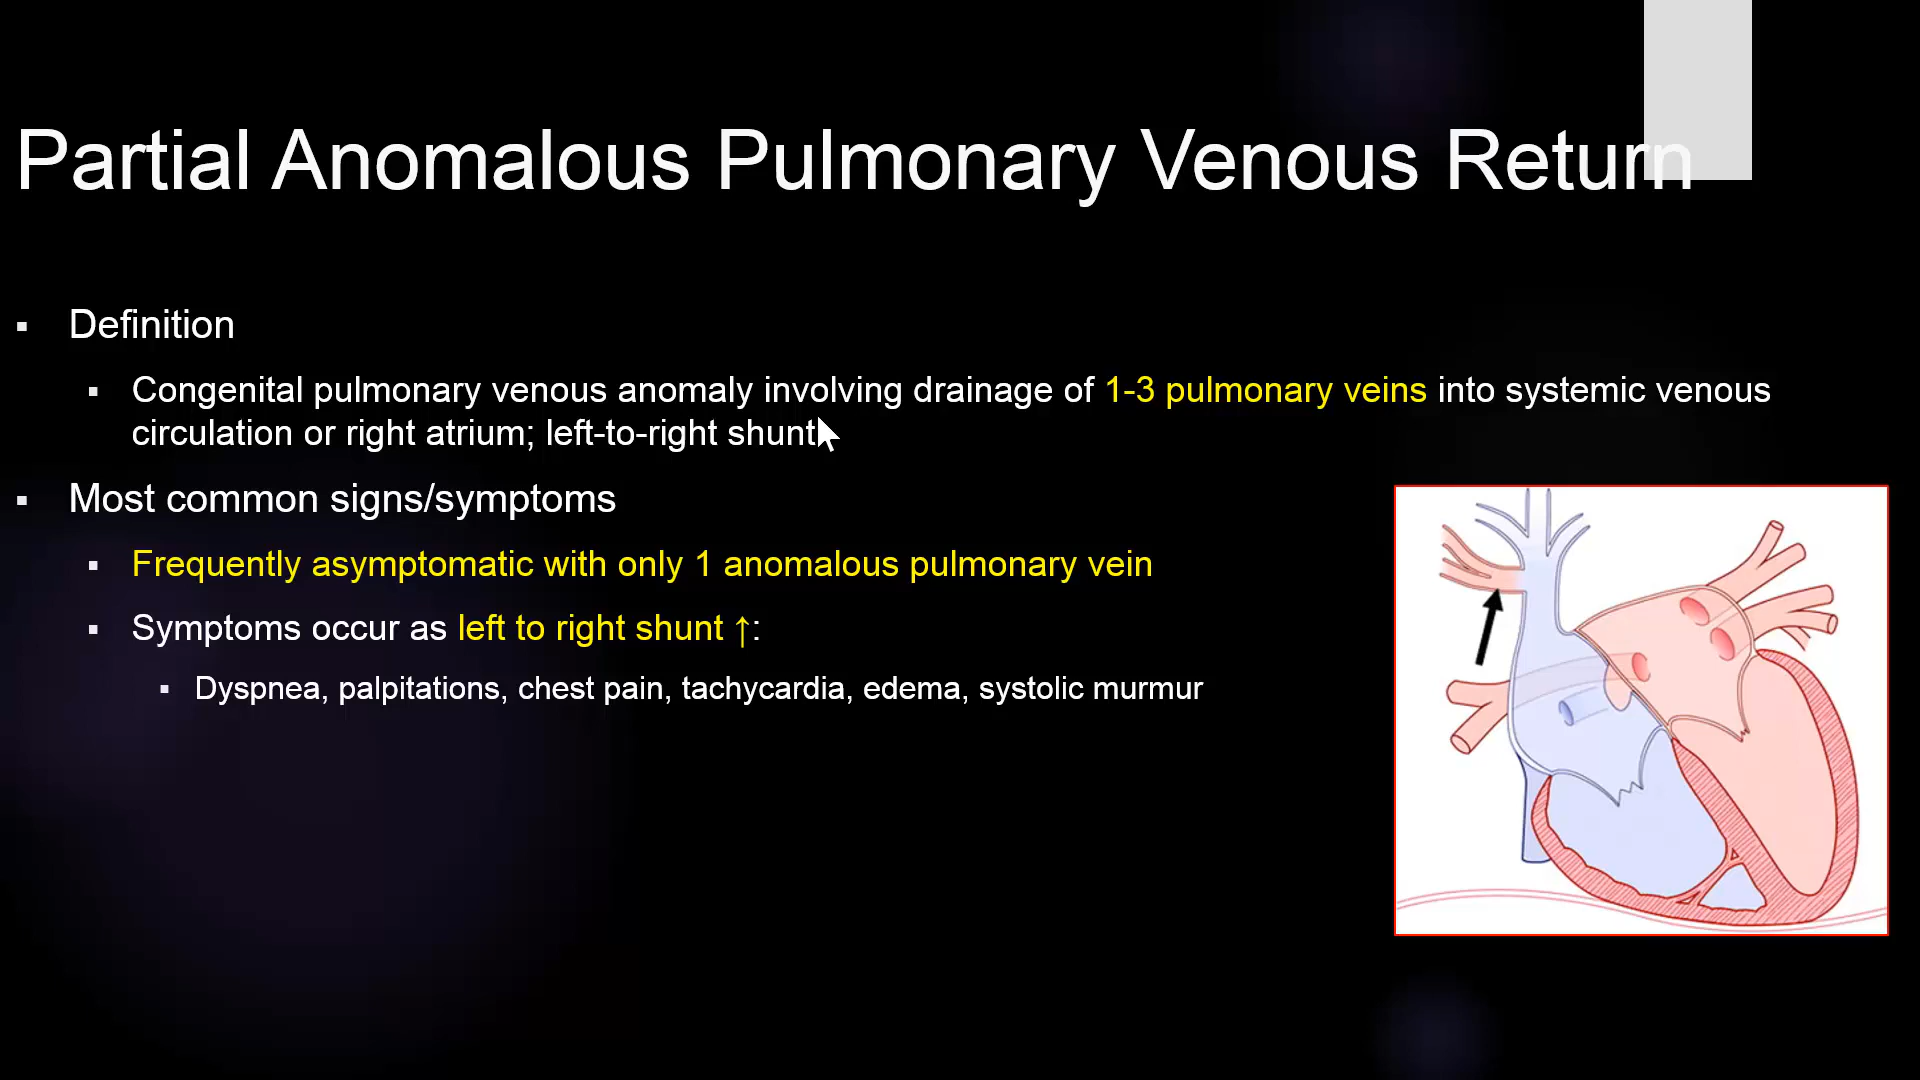 Partial Anomalous Pulmonary Venous Return
▪ Definition
▪ Congenital pulmonary venous anomaly involving drainage of 1-3 pulmonary veins into systemic venous
circulation or right atrium; left-to-right shunt
▪ Most common signs/symptoms
▪ Frequently asymptomatic with only 1 anomalous pulmonary vein
▪ Symptoms occur as left to right shunt ↑:
▪ Dyspnea, palpitations, chest pain, tachycardia, edema, systolic murmur